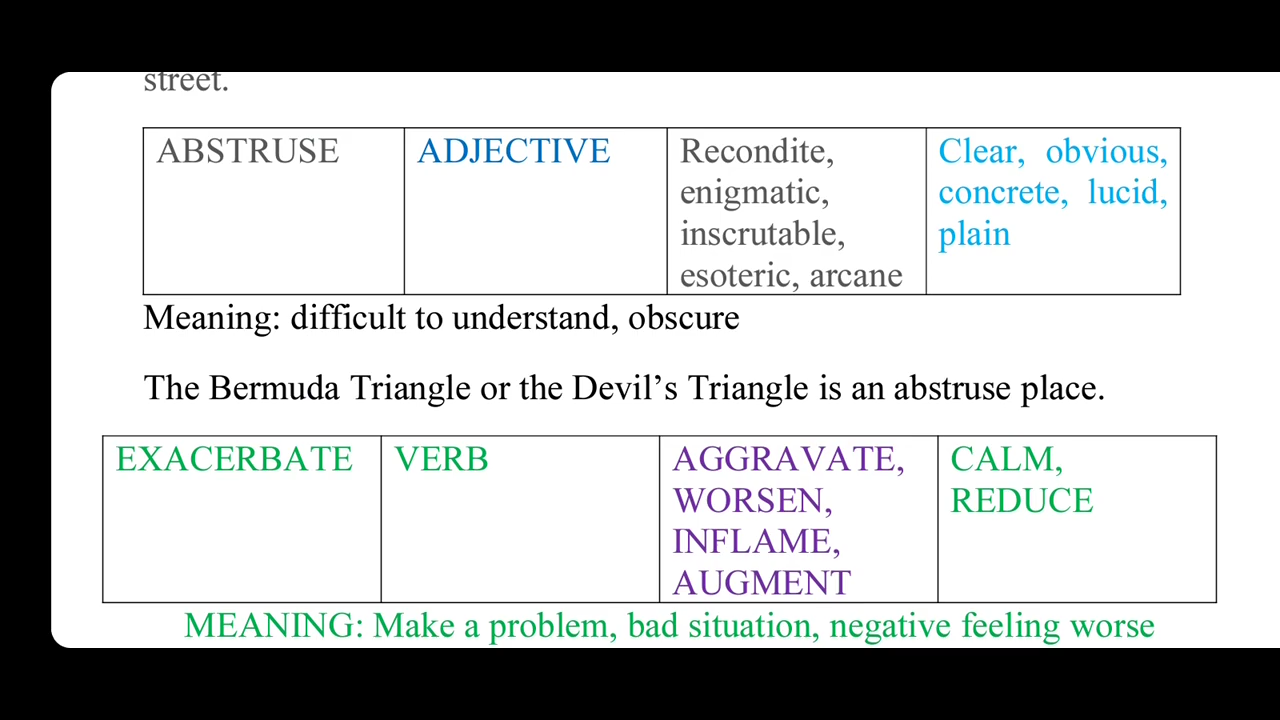 street.
ABSTRUSE
ADJECTIVE
Recondite,
enigmatic,
inscrutable,
esoteric, arcane
Clear, obvious,
concrete, lucid,
plain
Meaning: difficult to understand, obscure
The Bermuda Triangle or the Devil’s Triangle is an abstruse place.
EXACERBATE
VERB
AGGRAVATE,
WORSEN,
INFLAME,
AUGMENT
CALM,
REDUCE
MEANING: Make a problem, bad situation, negative feeling worse